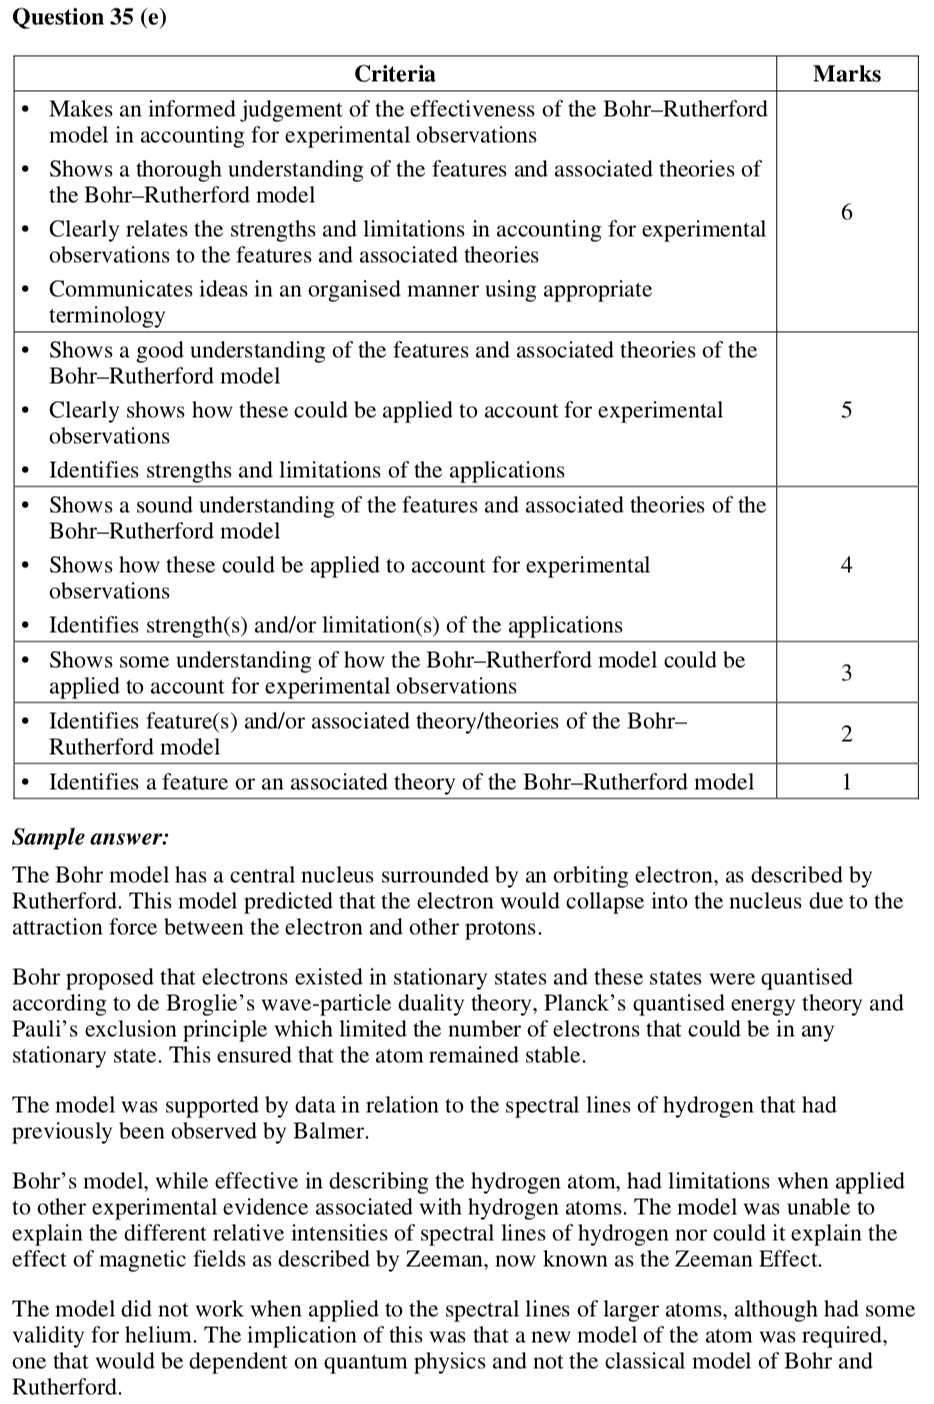 Question 35 (e)
Criteria Marks
• Makes an informed judgement of the effectiveness of the Bohr–Rutherford
model in accounting for experimental observations
• Shows a thorough understanding of the features and associated theories of
the Bohr–Rutherford model
• Clearly relates the strengths and limitations in accounting for experimental
observations to the features and associated theories
• Communicates ideas in an organised manner using appropriate
terminology
6
• Shows a good understanding of the features and associated theories of the
Bohr–Rutherford model
• Clearly shows how these could be applied to account for experimental
observations
• Identifies strengths and limitations of the applications
5
• Shows a sound understanding of the features and associated theories of the
Bohr–Rutherford model
• Shows how these could be applied to account for experimental
observations
• Identifies strength(s) and/or limitation(s) of the applications
4
• Shows some understanding of how the Bohr–Rutherford model could be
applied to account for experimental observations
3
• Identifies feature(s) and/or associated theory/theories of the Bohr–
Rutherford model
2
• Identifies a feature or an associated theory of the Bohr–Rutherford model
1
Sample answer:
The Bohr model has a central nucleus surrounded by an orbiting electron, as described by
Rutherford. This model predicted that the electron would collapse into the nucleus due to the
attraction force between the electron and other protons.
Bohr proposed that electrons existed in stationary states and these states were quantised
according to de Broglie's wave-particle duality theory, Planck's quantised energy theory and
Pauli's exclusion principle which limited the number of electrons that could be in any
stationary state. This ensured that the atom remained stable.
The model was supported by data in relation to the spectral lines of hydrogen that had
previously been observed by Balmer.
Bohr's model, while effective in describing the hydrogen atom, had limitations when applied
to other experimental evidence associated with hydrogen atoms. The model was unable to
explain the different relative intensities of spectral lines of hydrogen nor could it explain the
effect of magnetic fields as described by Zeeman, now known as the Zeeman Effect.
The model did not work when applied to the spectral lines of larger atoms, although had some
validity for helium. The implication of this was that a new model of the atom was required,
one that would be dependent on quantum physics and not the classical model of Bohr and
Rutherford.